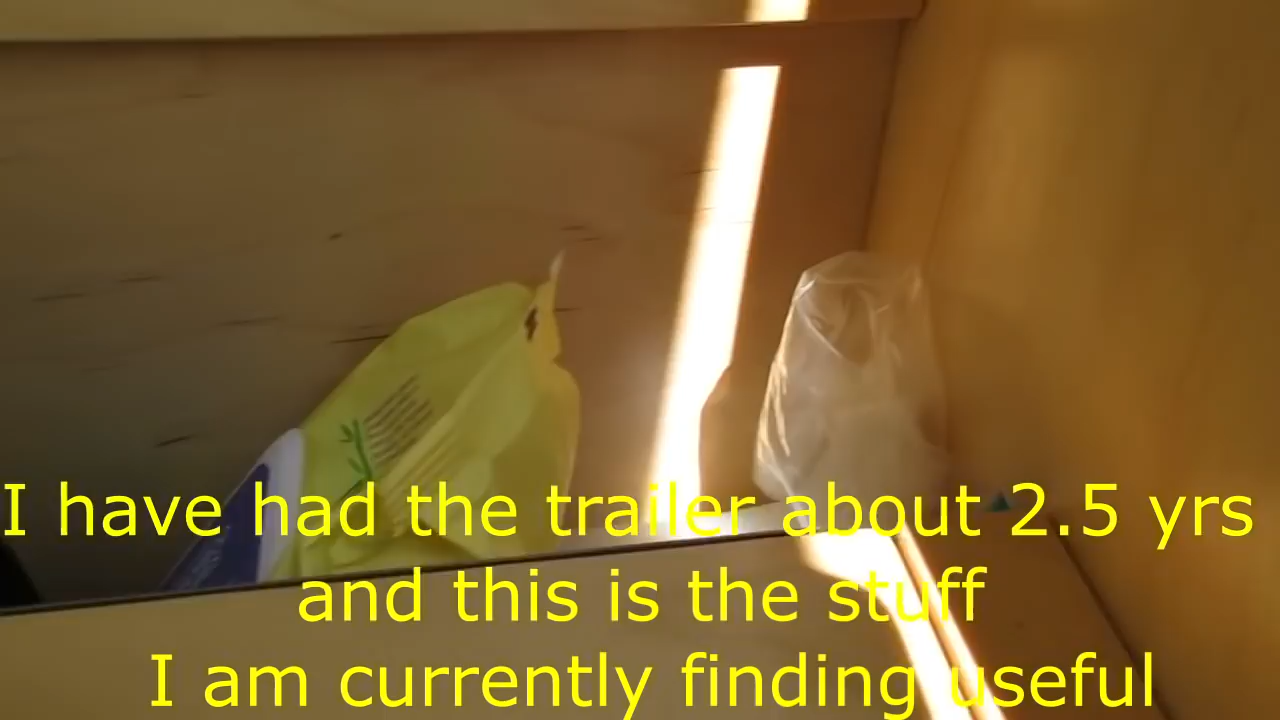 I have had the trailer about 2.5 yrs
and this is the stuff
I am currently finding useful